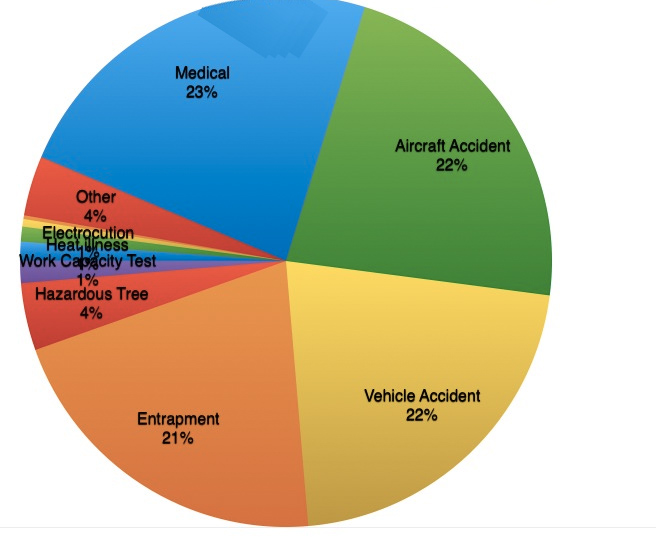 Medical
23%
Aircraft Accident
22%
Other
4%
Electrocution
Heat Illness
1%
Work Capacity Test
1%
Hazardous Tree
4%
Vehicle Accident
22%
Entrapment
21%